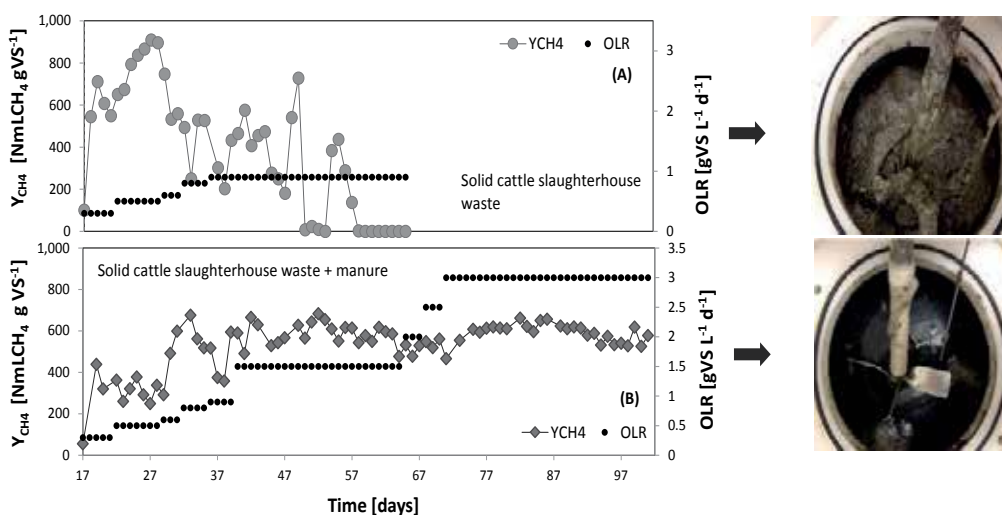 1,000
800
600
400
200
0
Y_CH4 [NmLCH₄ gVS⁻¹]
YCH4 OLR
(A)
Solid cattle slaughterhouse
waste
3
2
1
0
OLR [gVS L⁻¹ d⁻¹]
1,000
800
600
400
200
0
Y_CH4 [NmLCH₄ g VS⁻¹]
Solid cattle slaughterhouse waste + manure
(B)
YCH4 OLR
3.5
3
2.5
2
1.5
1
0.5
0
OLR [gVS L⁻¹ d⁻¹]
17 27 37 47 57 67 77 87 97
Time [days]